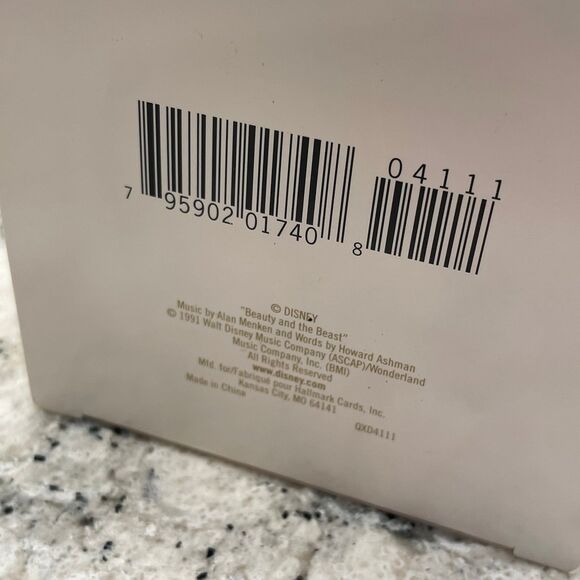 04111
7 95902 01740 8
© DISNEY
"Beauty and the Beast"
Music by Alan Menken and Words by Howard Ashman
© 1991 Walt Disney Music Company (ASCAP)/Wonderland
Music Company, Inc. (BMI)
All Rights Reserved
www.disney.com
Mfd. for/Fabriqué pour Hallmark Cards, Inc.
Kansas City, MO 64141
Made in China
QXD4111